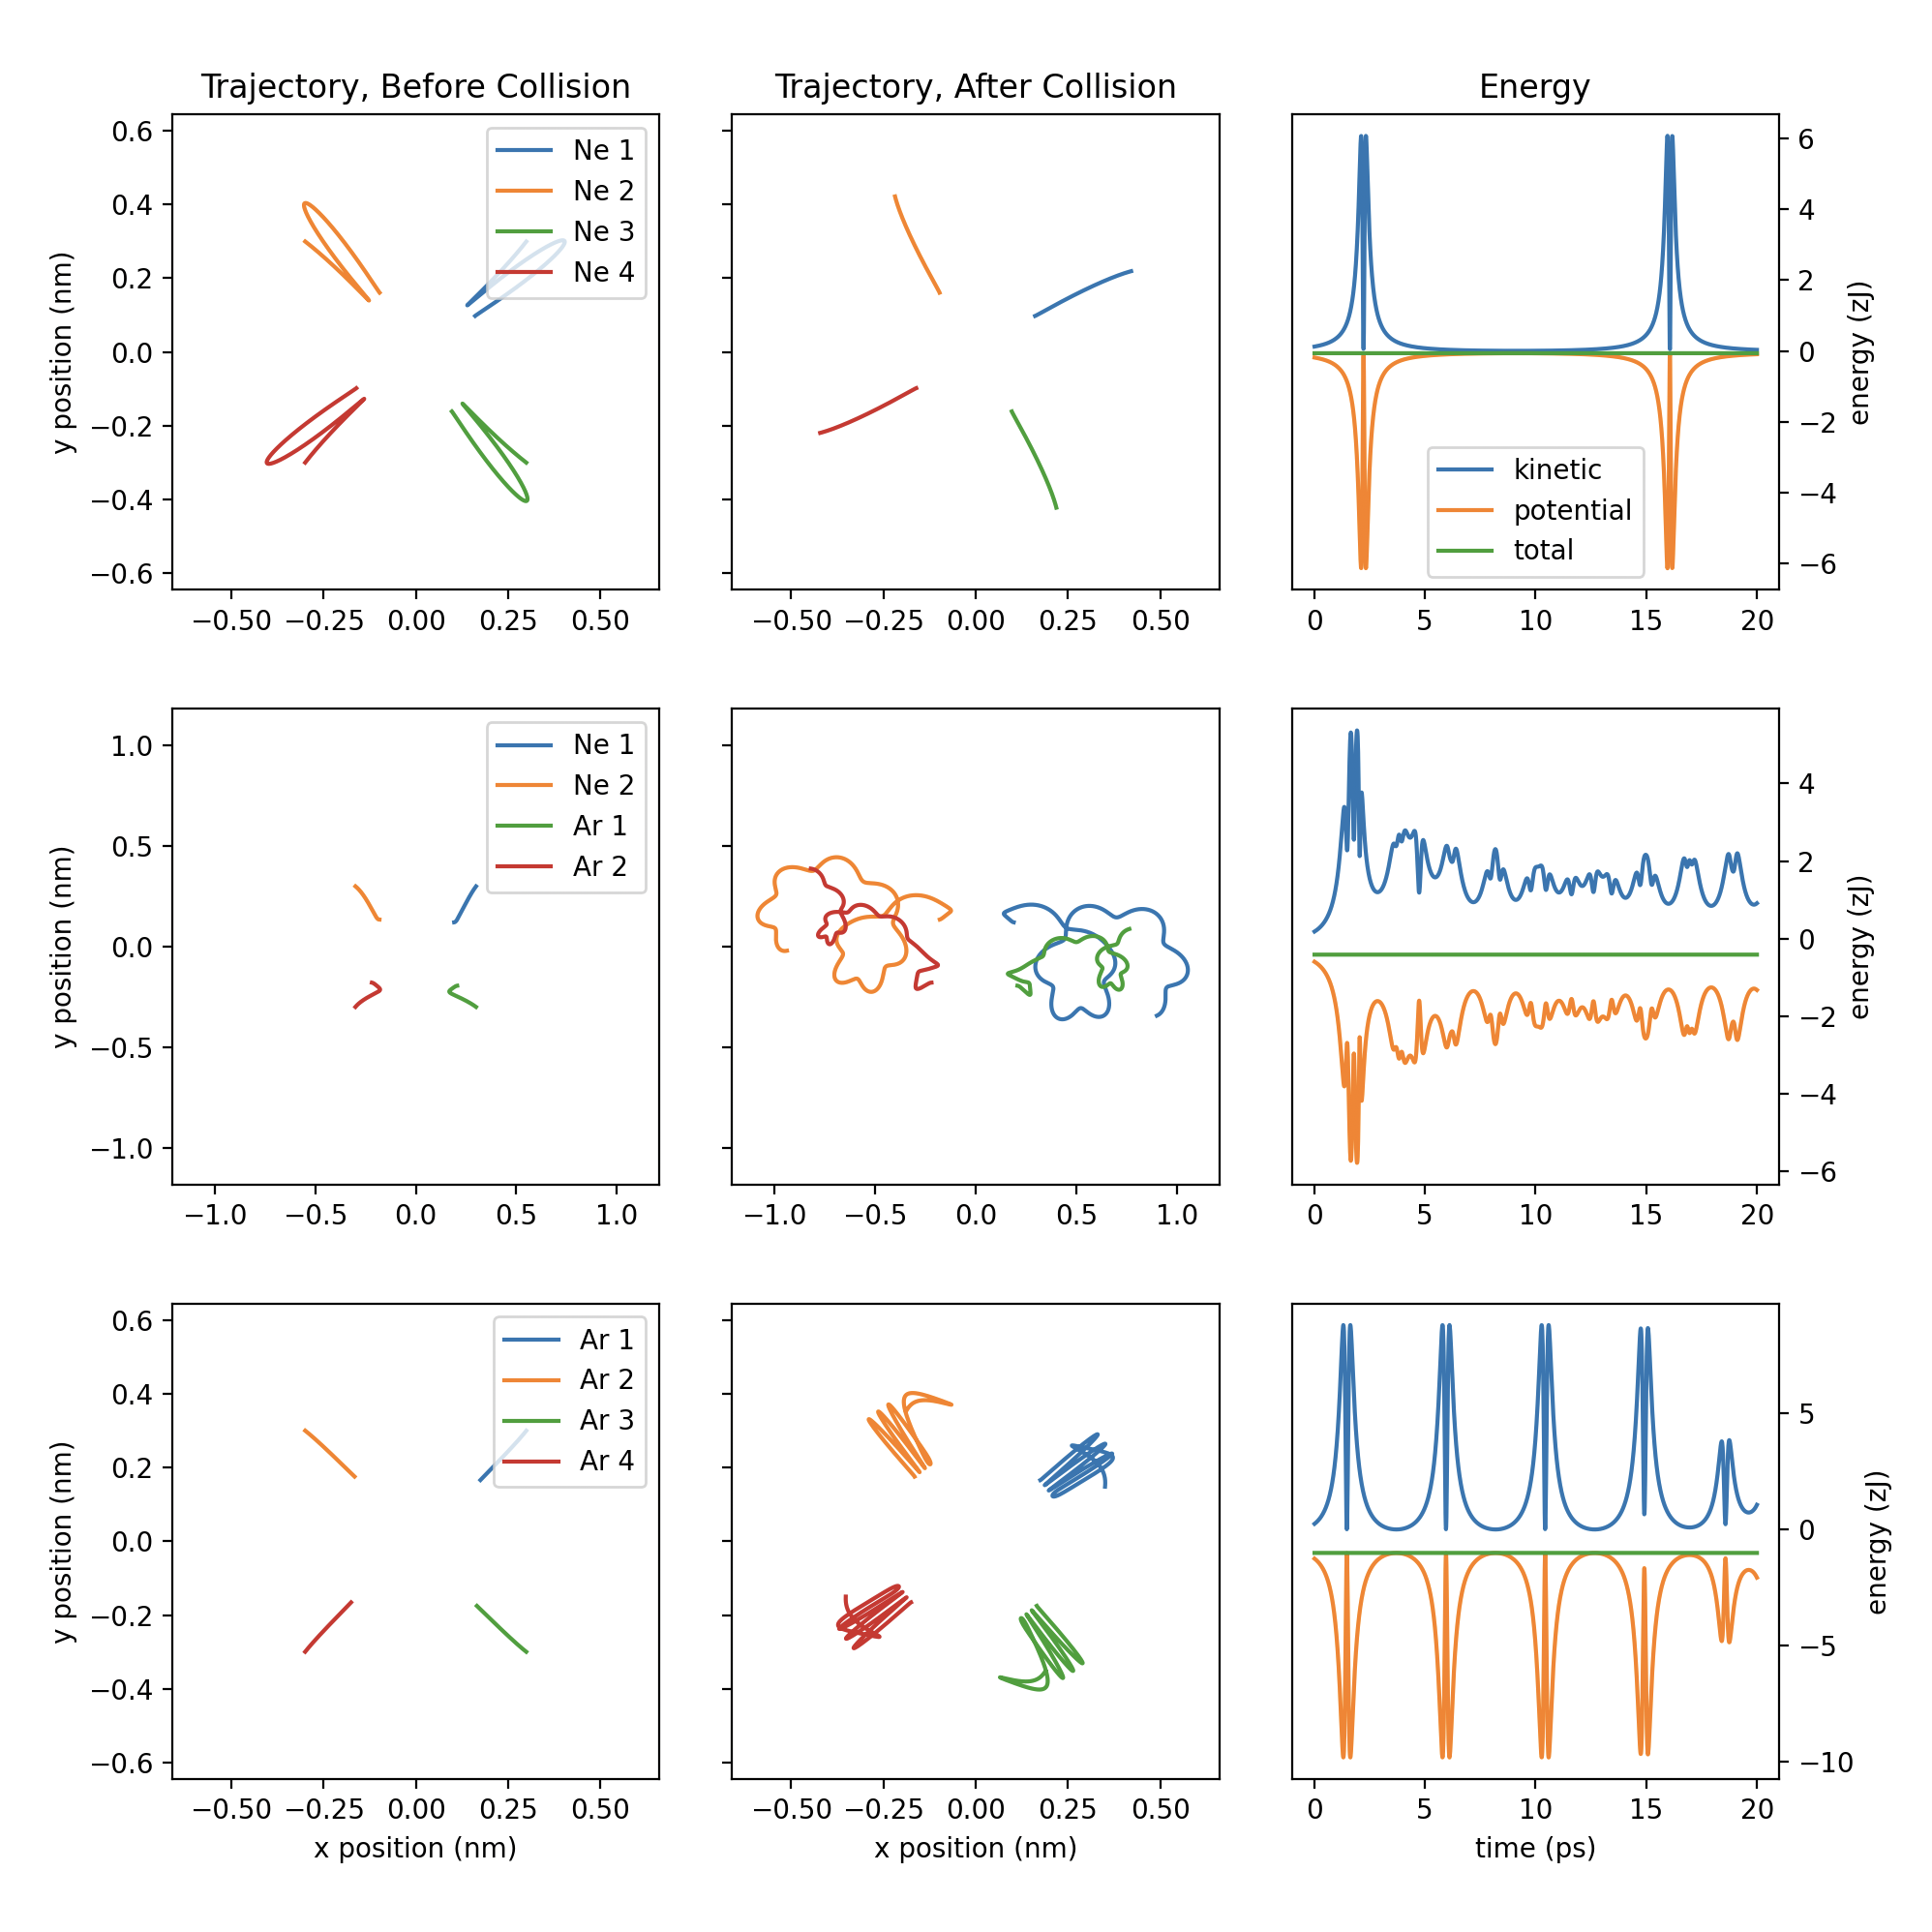 Trajectory, Before Collision
Trajectory, After Collision
Energy
y position (nm)
0.6
0.4
0.2
0.0
−0.2
−0.4
−0.6
−0.50 −0.25 0.00 0.25 0.50
Ne 1
Ne 2
Ne 3
Ne 4
−0.50 −0.25 0.00 0.25 0.50
kinetic
potential
total
0 5 10 15 20
6
4
2
0
−2
−4
−6
energy (zJ)
y position (nm)
1.0
0.5
0.0
−0.5
−1.0
−1.0 −0.5 0.0 0.5 1.0
Ne 1
Ne 2
Ar 1
Ar 2
−1.0 −0.5 0.0 0.5 1.0
0 5 10 15 20
4
2
0
−2
−4
−6
energy (zJ)
y position (nm)
0.6
0.4
0.2
0.0
−0.2
−0.4
−0.6
−0.50 −0.25 0.00 0.25 0.50
x position (nm)
Ar 1
Ar 2
Ar 3
Ar 4
−0.50 −0.25 0.00 0.25 0.50
x position (nm)
0 5 10 15 20
time (ps)
5
0
−5
−10
energy (zJ)